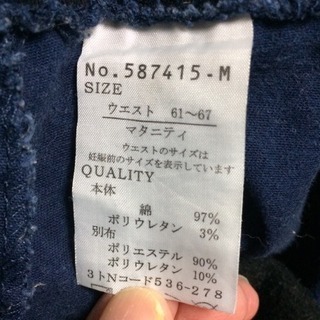 No.587415-M
SIZE
ウエスト 61〜67
マタニティ
ウエストのサイズは
妊娠前のサイズを表示しています
QUALITY
本体
綿 97%
ポリウレタン 3%
別布
ポリエステル 90%
ポリウレタン 10%
3トNコード536-278